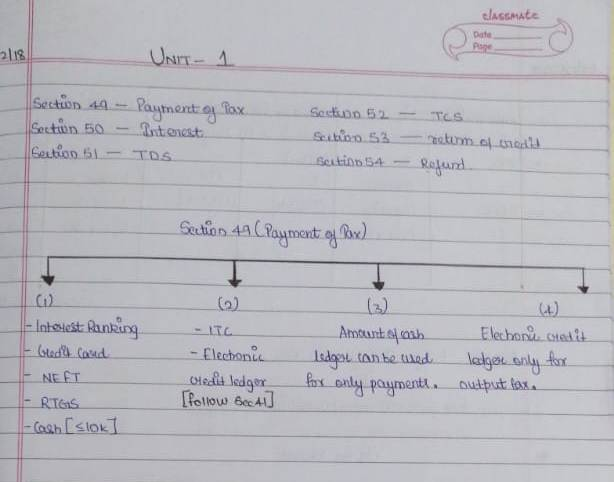 classmate
Date
Page
2/18
UNIT - 1
Section 49 - Payment of Tax
Section 50 - Interest
Section 51 - TDS
Section 52 - TCS
Section 53 - return of credit
Section 54 - Refund
Section 49 (Payment of Tax)
(1)
- Interest Banking
- Credit Card
- NEFT
- RTGS
- Cash [≤10K]
(2)
- ITC
- Electronic
credit ledger
[follow Sec 41]
(3)
Amount of cash
ledger can be used
for only payment.
(4)
Electronic credit
ledger only for
output tax.